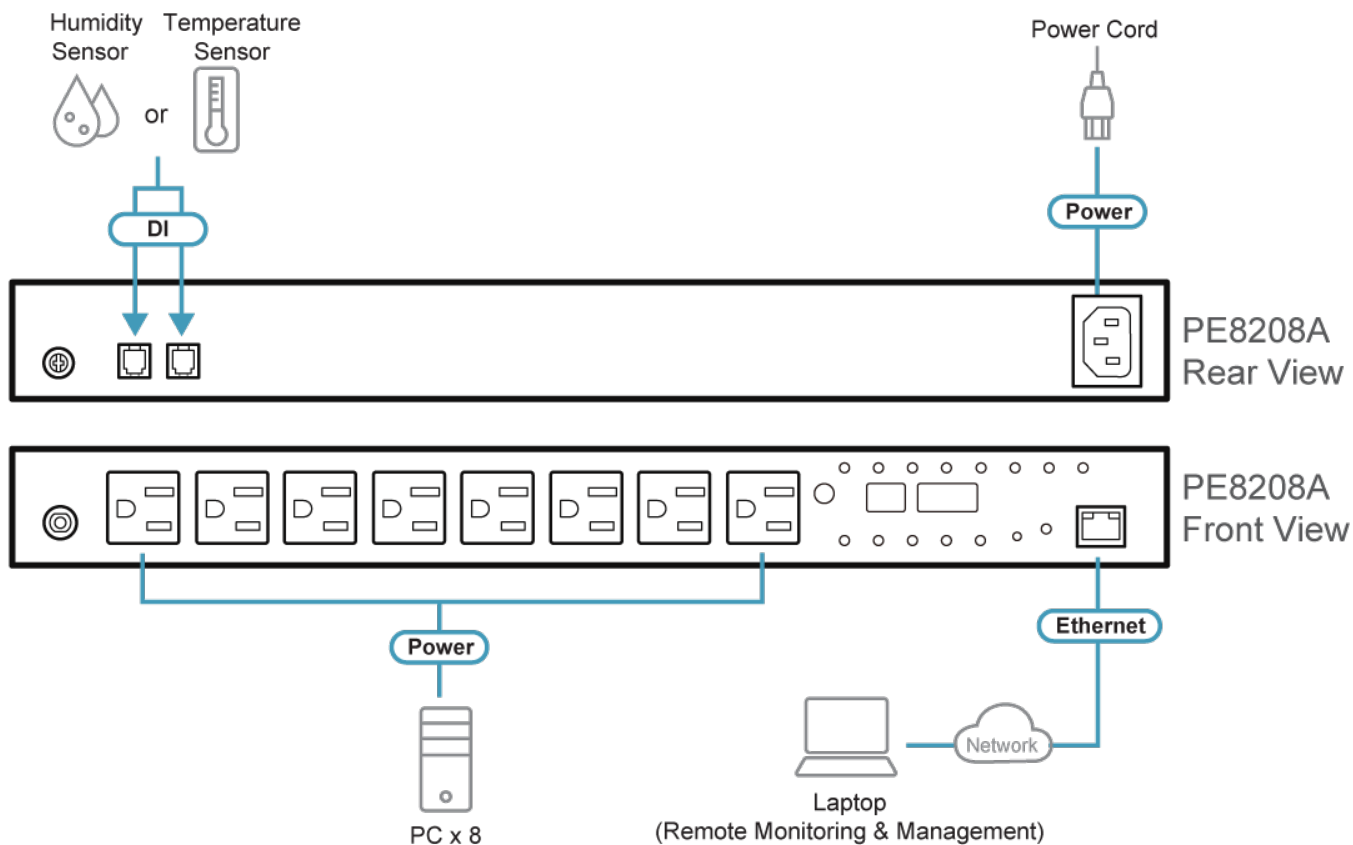 Humidity Sensor
or
Temperature Sensor
DI
Power Cord
Power
PE8208A
Rear View
PE8208A
Front View
Power
PC x 8
Ethernet
Network
Laptop
(Remote Monitoring & Management)